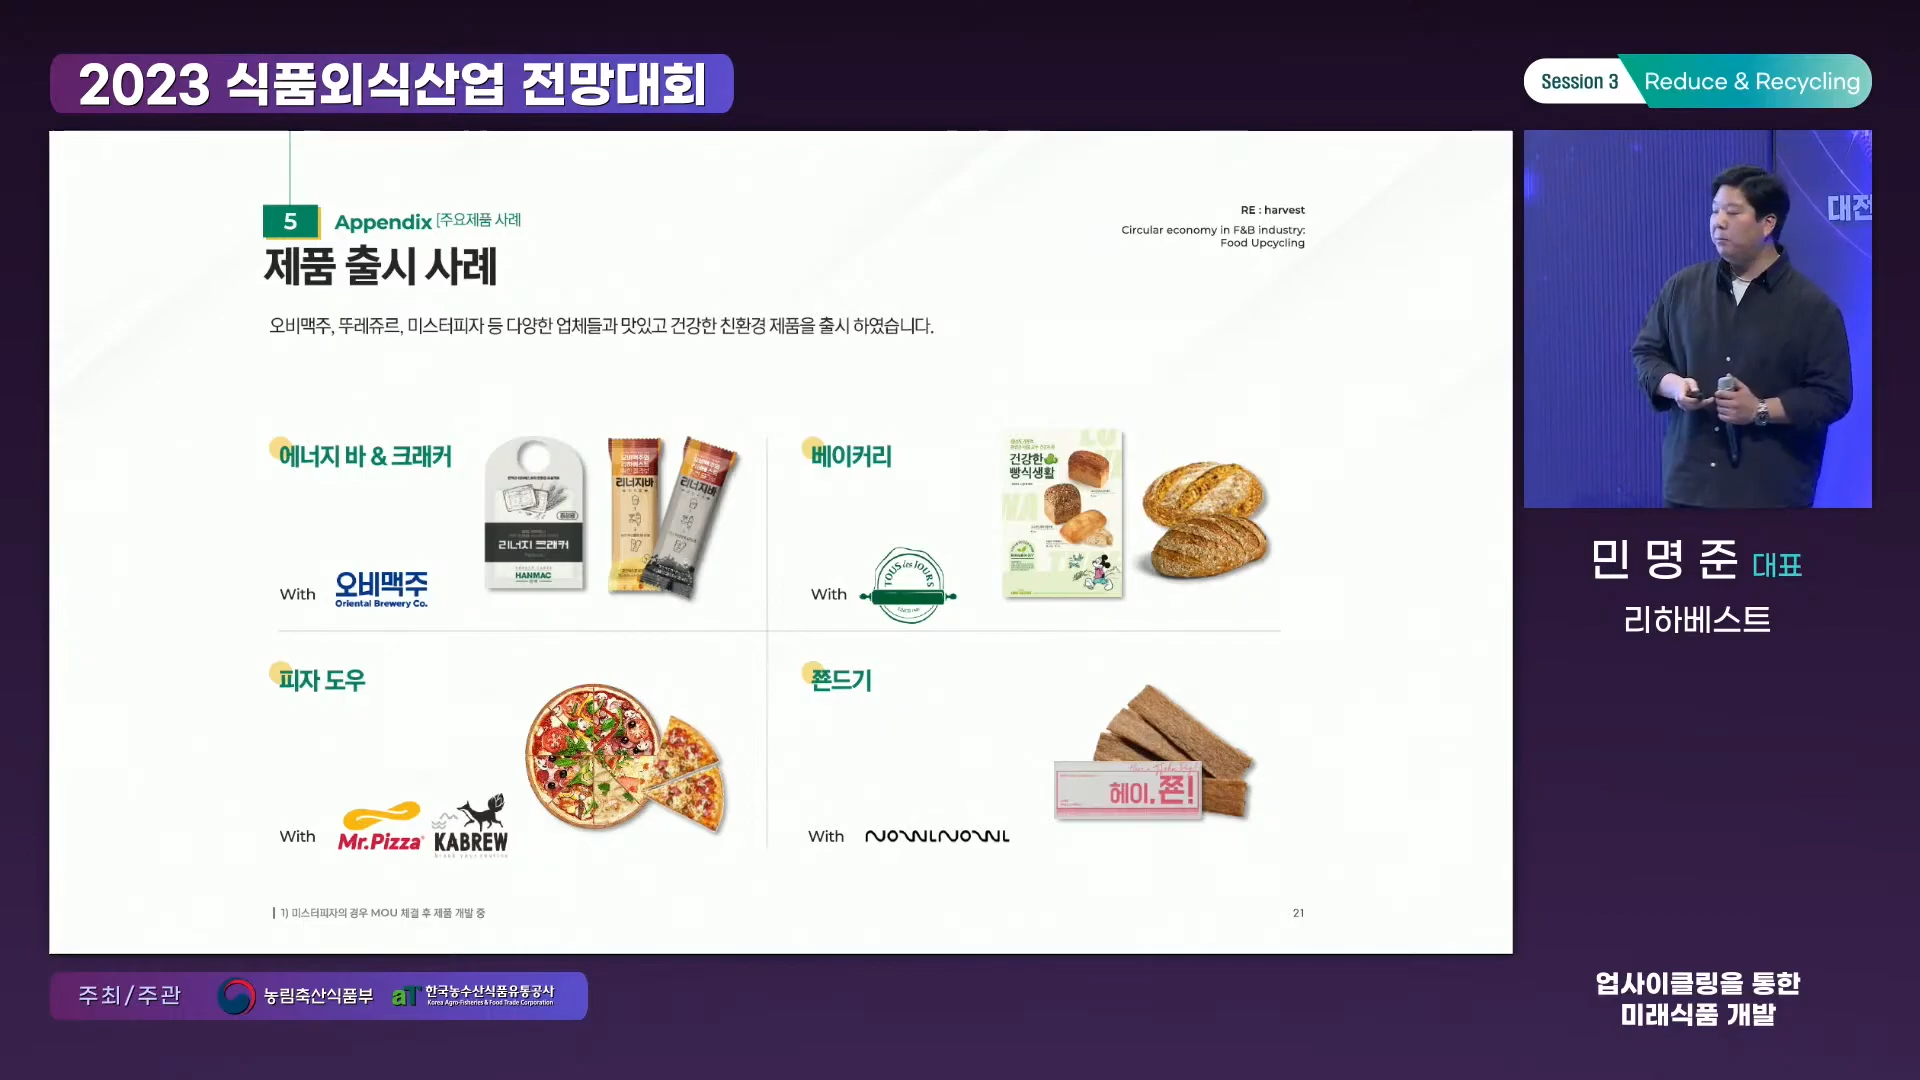 2023 식품외식산업 전망대회
Session 3 Reduce & Recycling
5 Appendix [주요제품 사례
제품 출시 사례
RE : harvest
Circular economy in F&B industry:
Food Upcycling
오비맥주, 뚜레쥬르, 미스터피자 등 다양한 업체들과 맛있고 건강한 친환경 제품을 출시 하였습니다.
에너지 바 & 크래커
리너지 크래커
HANMAC
리너지바
리너지바
With 오비맥주
Oriental Brewery Co.
베이커리
건강한
빵식생활
With TOUS les JOURS
피자 도우
With Mr.Pizza KABREW
쫀드기
헤이,쫀!
With NOWLNOWL
1) 미스터피자의 경우 MOU 체결 후 제품 개발 중
21
대전
민명준 대표
리하베스트
업사이클링을 통한
미래식품 개발
주최/주관 농림축산식품부 aT 한국농수산식품유통공사
Korea Agro-Fisheries & Food Trade Corporation